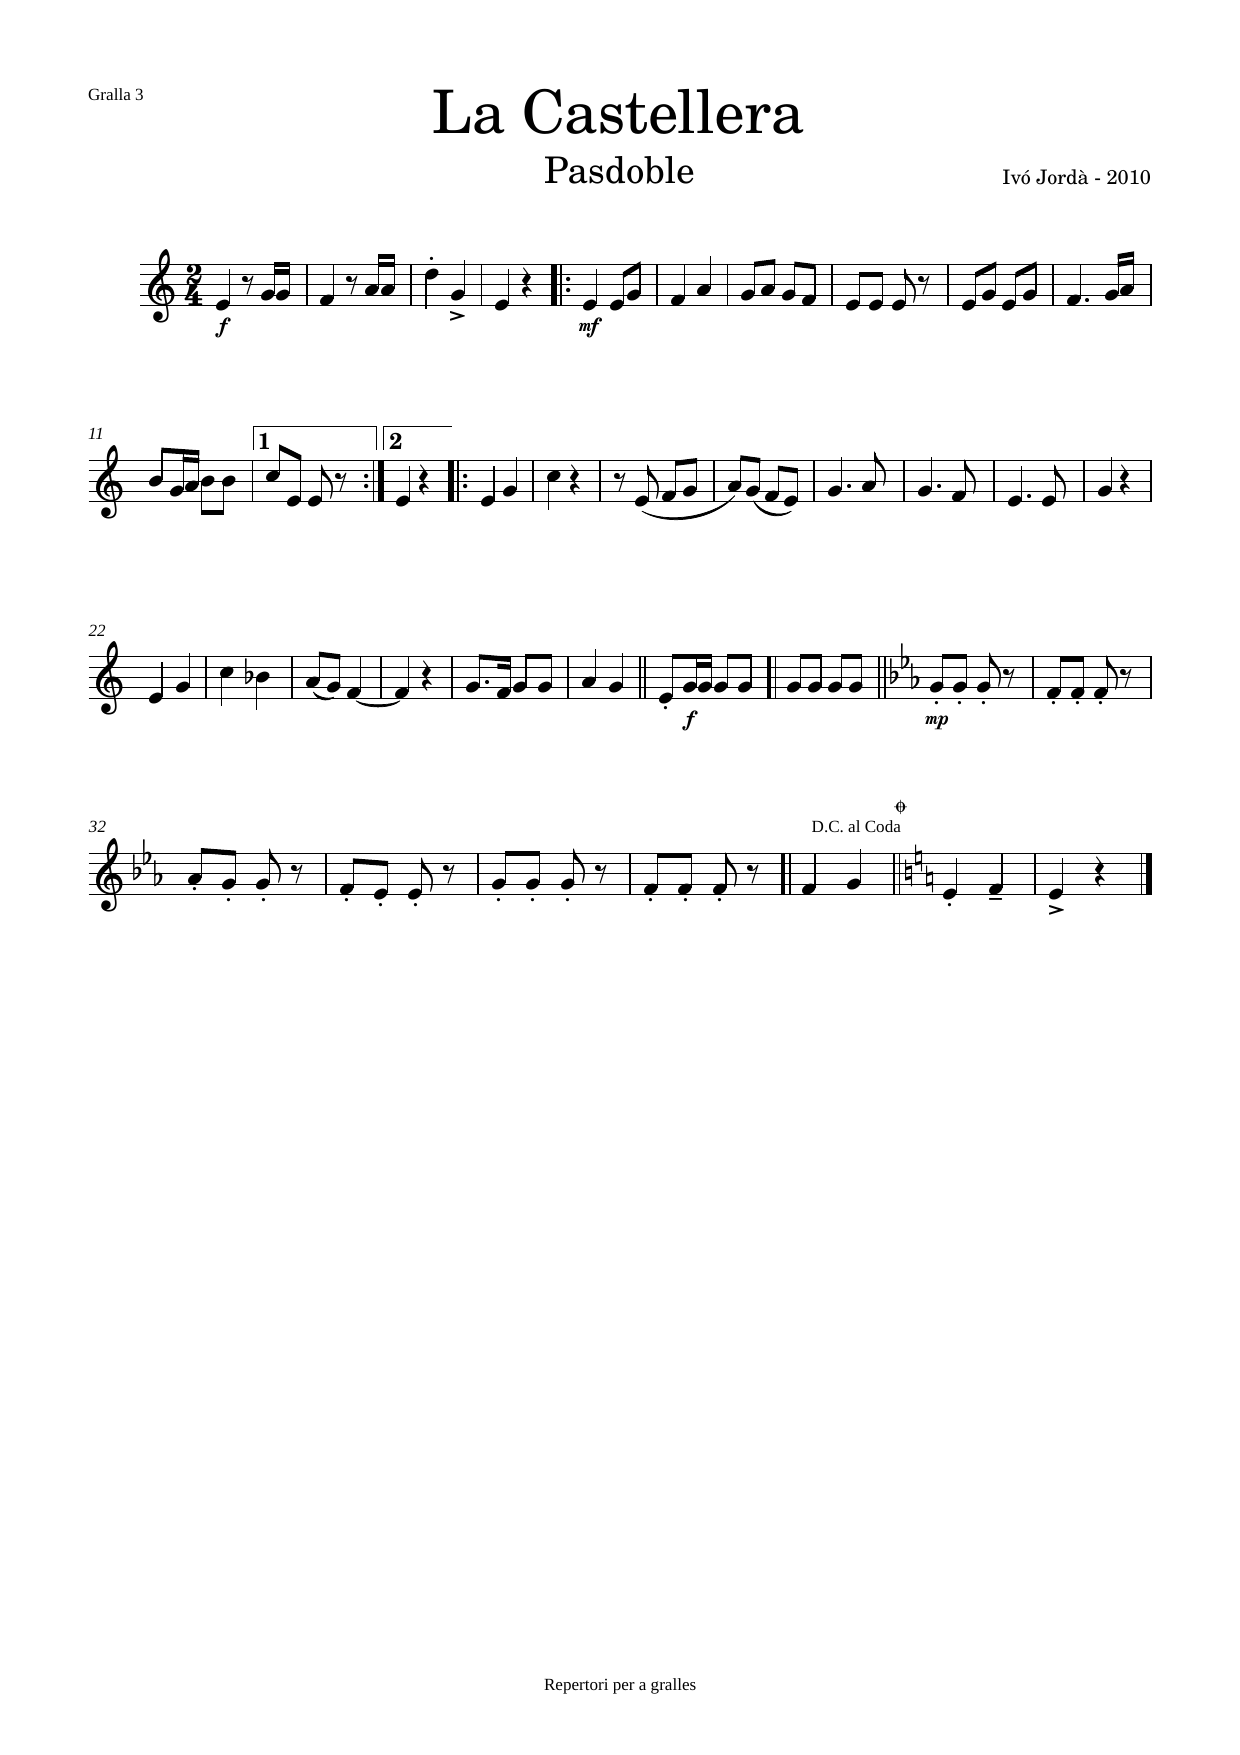 Gralla 3
La Castellera
Pasdoble
Ivó Jordà - 2010
2
4
f
mf
11
1
2
22
f
mp
32
D.C. al Coda
Repertori per a gralles